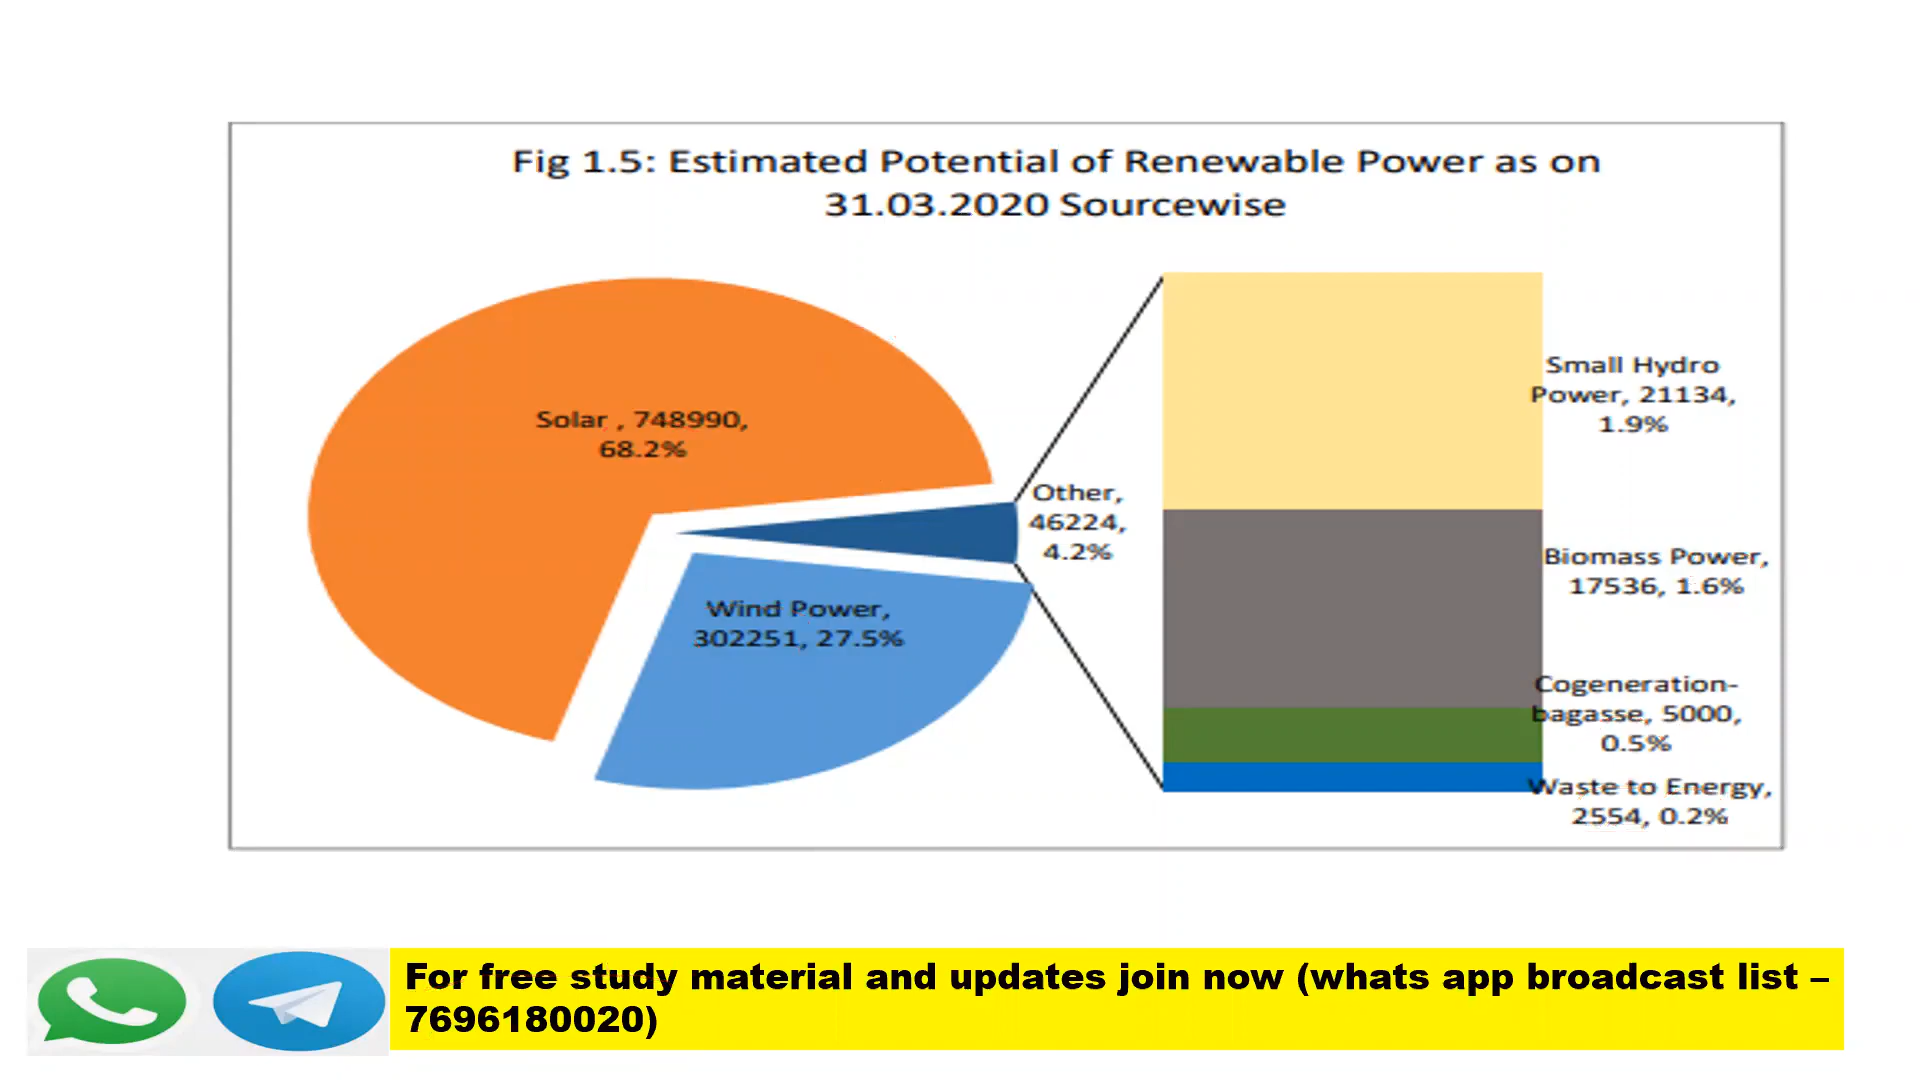 Fig 1.5: Estimated Potential of Renewable Power as on
31.03.2020 Sourcewise
Solar , 748990,
68.2%
Other,
46224,
4.2%
Wind Power,
302251, 27.5%
Small Hydro
Power, 21134,
1.9%
Biomass Power,
17536, 1.6%
Cogeneration-
bagasse, 5000,
0.5%
Waste to Energy,
2554, 0.2%
For free study material and updates join now (whats app broadcast list –
7696180020)